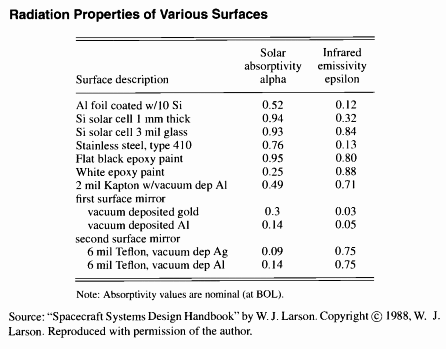 Radiation Properties of Various Surfaces
Solar Infrared
absorptivity emissivity
Surface description alpha epsilon
Al foil coated w/10 Si 0.52 0.12
Si solar cell 1 mm thick 0.94 0.32
Si solar cell 3 mil glass 0.93 0.84
Stainless steel, type 410 0.76 0.13
Flat black epoxy paint 0.95 0.80
White epoxy paint 0.25 0.88
2 mil Kapton w/vacuum dep Al 0.49 0.71
first surface mirror
vacuum deposited gold 0.3 0.03
vacuum deposited Al 0.14 0.05
second surface mirror
6 mil Teflon, vacuum dep Ag 0.09 0.75
6 mil Teflon, vacuum dep Al 0.14 0.75
Note: Absorptivity values are nominal (at BOL).
Source: “Spacecraft Systems Design Handbook” by W. J. Larson. Copyright © 1988, W. J.
Larson. Reproduced with permission of the author.